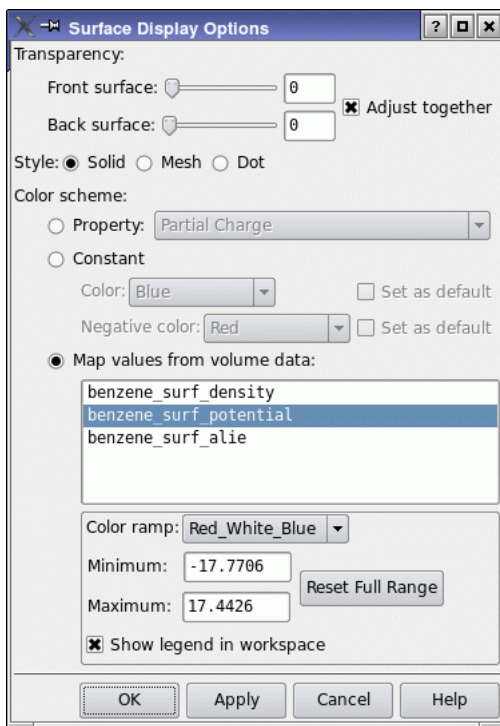 Surface Display Options ?
Transparency:
Front surface: 0
Adjust together
Back surface: 0
Style: Solid Mesh Dot
Color scheme:
Property: Partial Charge
Constant
Color: Blue Set as default
Negative color: Red Set as default
Map values from volume data:
benzene_surf_density
benzene_surf_potential
benzene_surf_alie
Color ramp: Red_White_Blue
Minimum: -17.7706
Reset Full Range
Maximum: 17.4426
Show legend in workspace
OK Apply Cancel Help